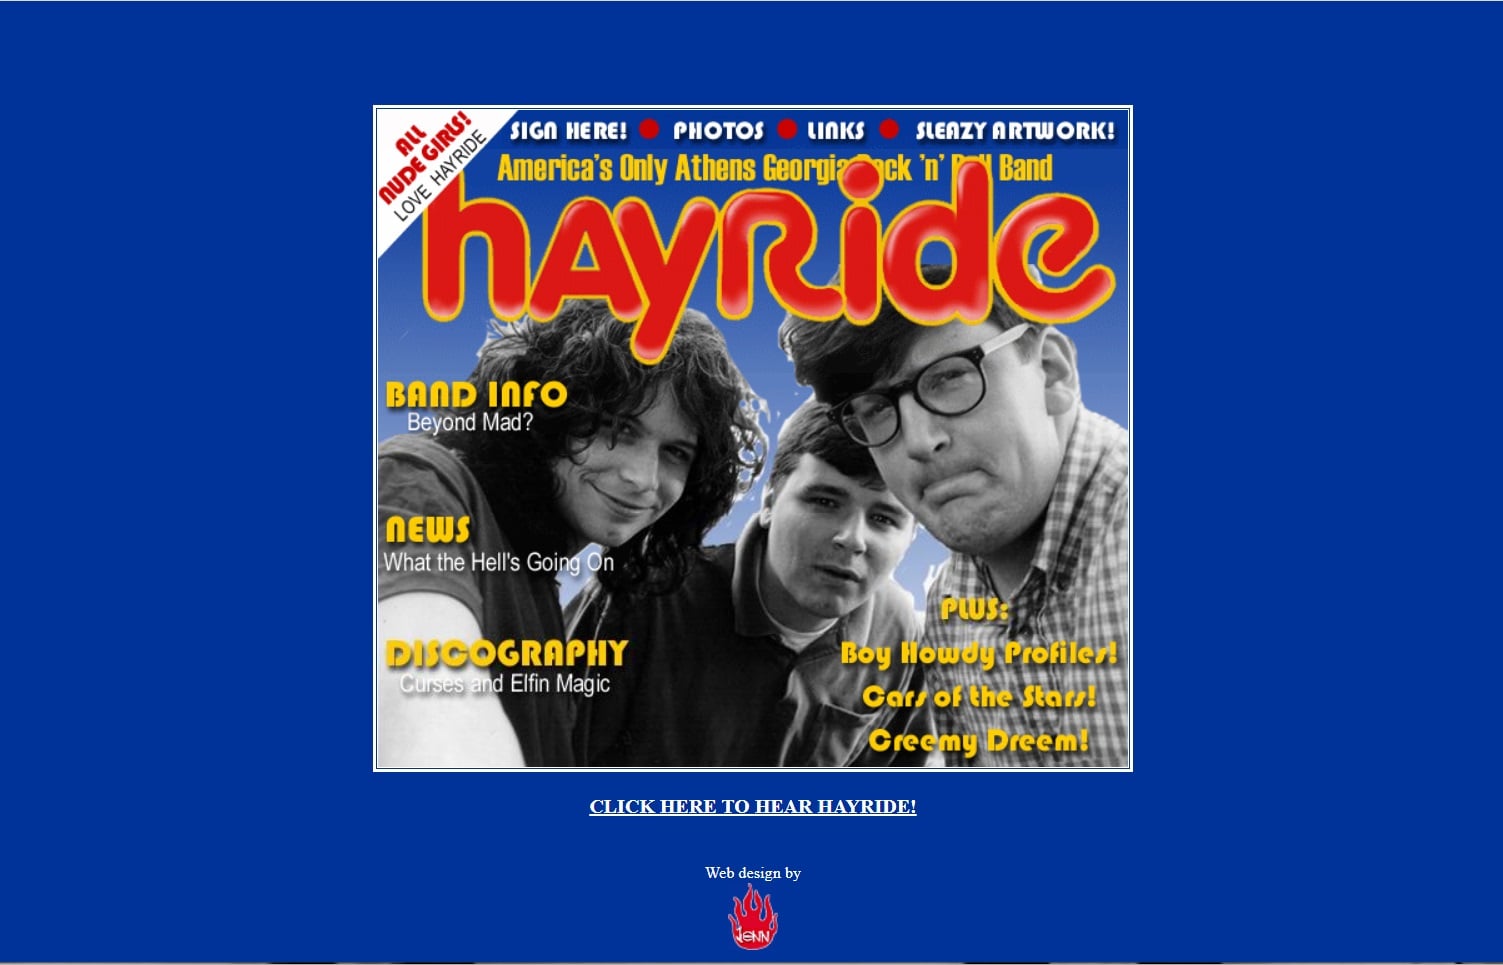 ALL
NUDE GIRLS!
LOVE HAYRIDE
SIGN HERE! PHOTOS LINKS SLEAZY ARTWORK!
America's Only Athens Georgia Rock 'n' Roll Band
hayRide
BAND INFO
Beyond Mad?
NEWS
What the Hell's Going On
DISCOGRAPHY
Curses and Elfin Magic
PLUS:
Boy Howdy Profiles!
Cars of the Stars!
Creemy Dreem!
CLICK HERE TO HEAR HAYRIDE!
Web design by
JENN